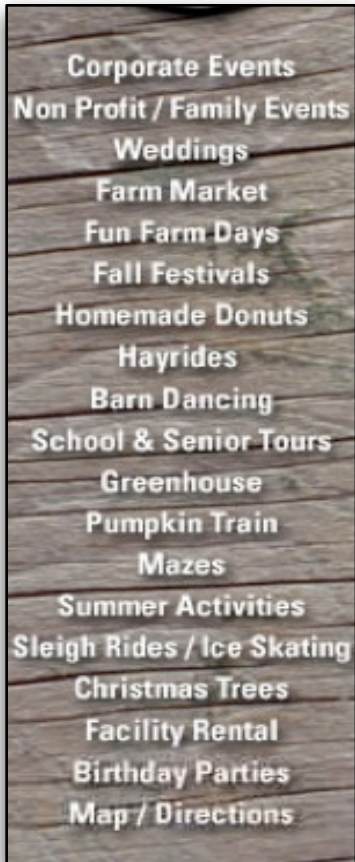 Corporate Events
Non Profit / Family Events
Weddings
Farm Market
Fun Farm Days
Fall Festivals
Homemade Donuts
Hayrides
Barn Dancing
School & Senior Tours
Greenhouse
Pumpkin Train
Mazes
Summer Activities
Sleigh Rides / Ice Skating
Christmas Trees
Facility Rental
Birthday Parties
Map / Directions